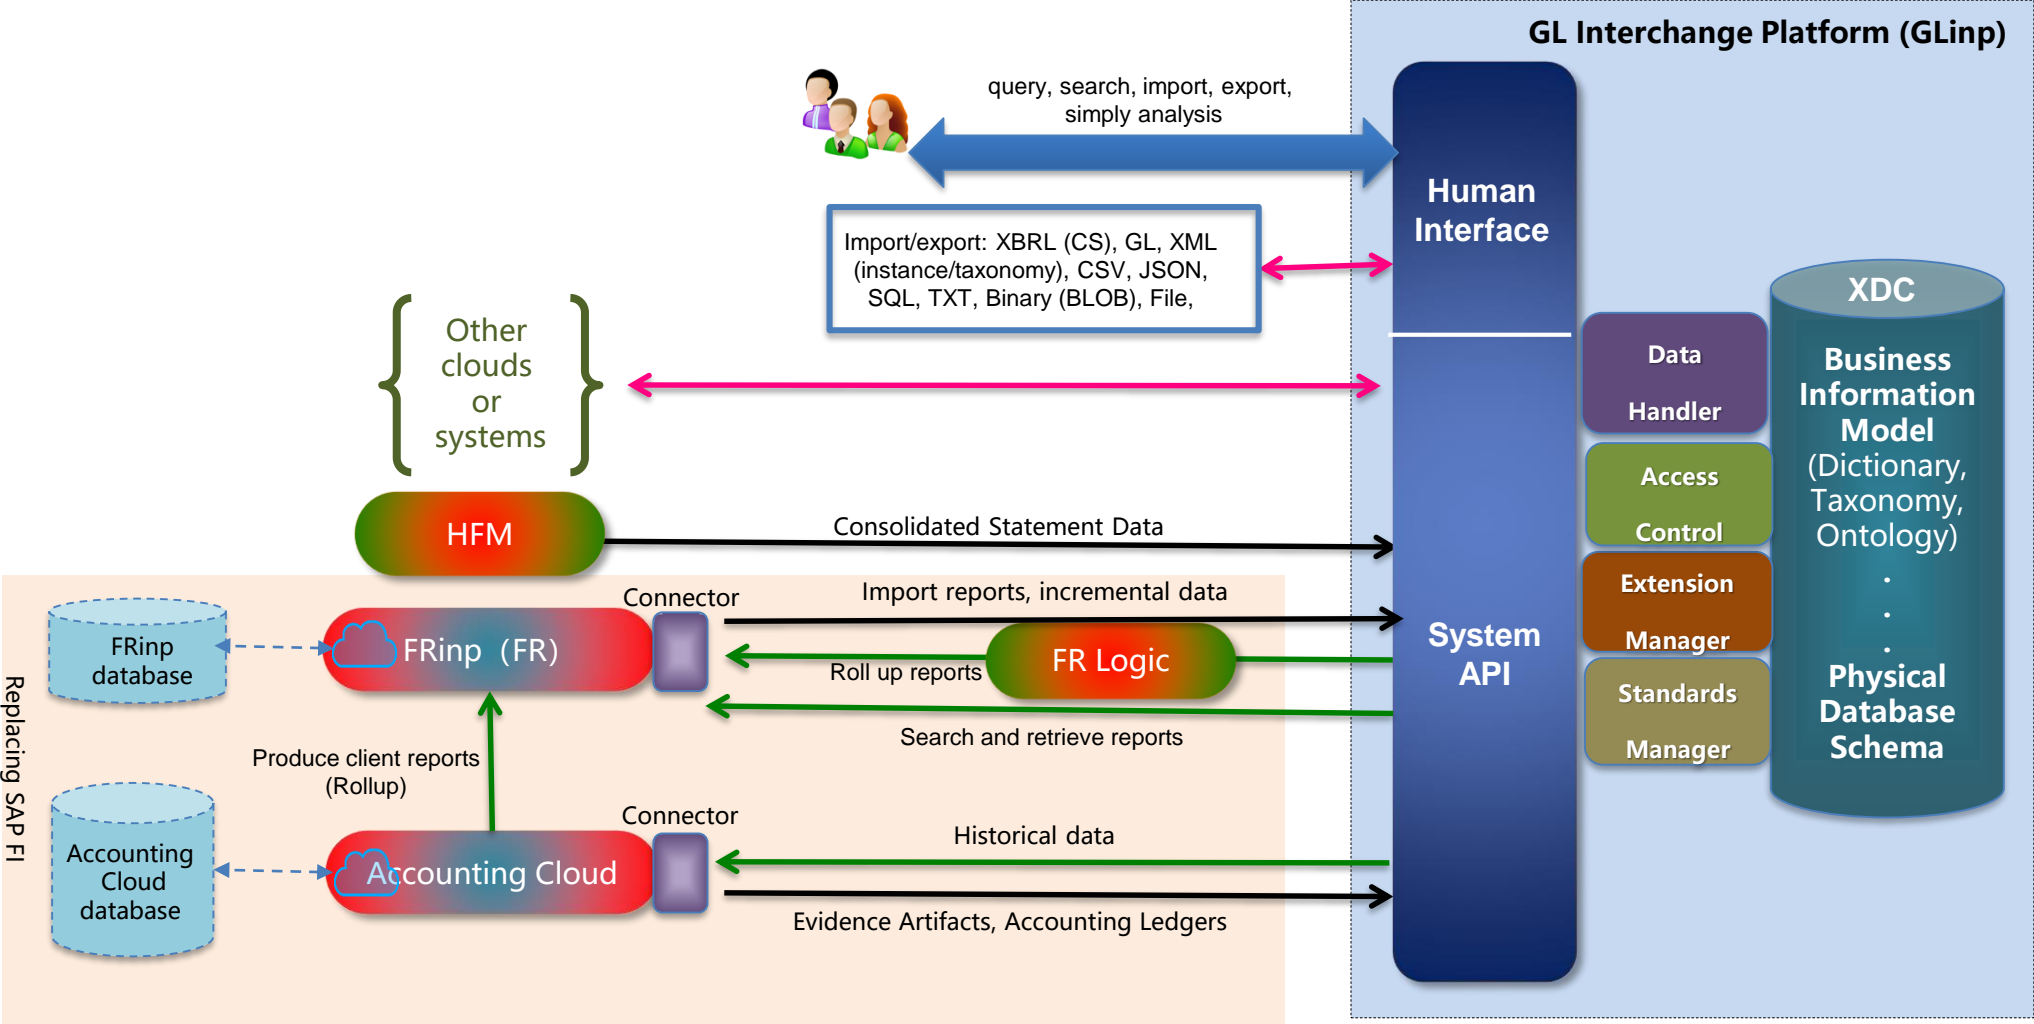 GL Interchange Platform (GLinp)
query, search, import, export,
simply analysis
Human
Interface
Import/export: XBRL (CS), GL, XML
(instance/taxonomy), CSV, JSON,
SQL, TXT, Binary (BLOB), File,
Other
clouds
or
systems
XDC
Business
Information
Model
(Dictionary,
Taxonomy,
Ontology)
.
.
.
Physical
Database
Schema
Data
Handler
Access
Control
Extension
Manager
Standards
Manager
HFM
Consolidated Statement Data
Connector
Import reports, incremental data
FRinp
database
FRinp（FR）
FR Logic
Roll up reports
System
API
Search and retrieve reports
Replacing SAP FI
Produce client reports
(Rollup)
Connector
Historical data
Accounting
Cloud
database
Accounting Cloud
Evidence Artifacts, Accounting Ledgers